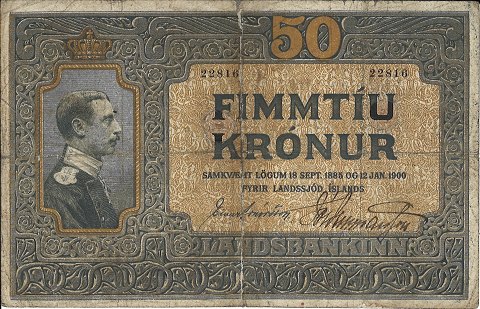 50
22816 22816
FIMMTÍU
KRÓNUR
SAMKVÆMT LÖGUM 18 SEPT. 1885 OG 12 JAN. 1900
FYRIR LANDSSJÓÐ ÍSLANDS
LANDSBANKINN